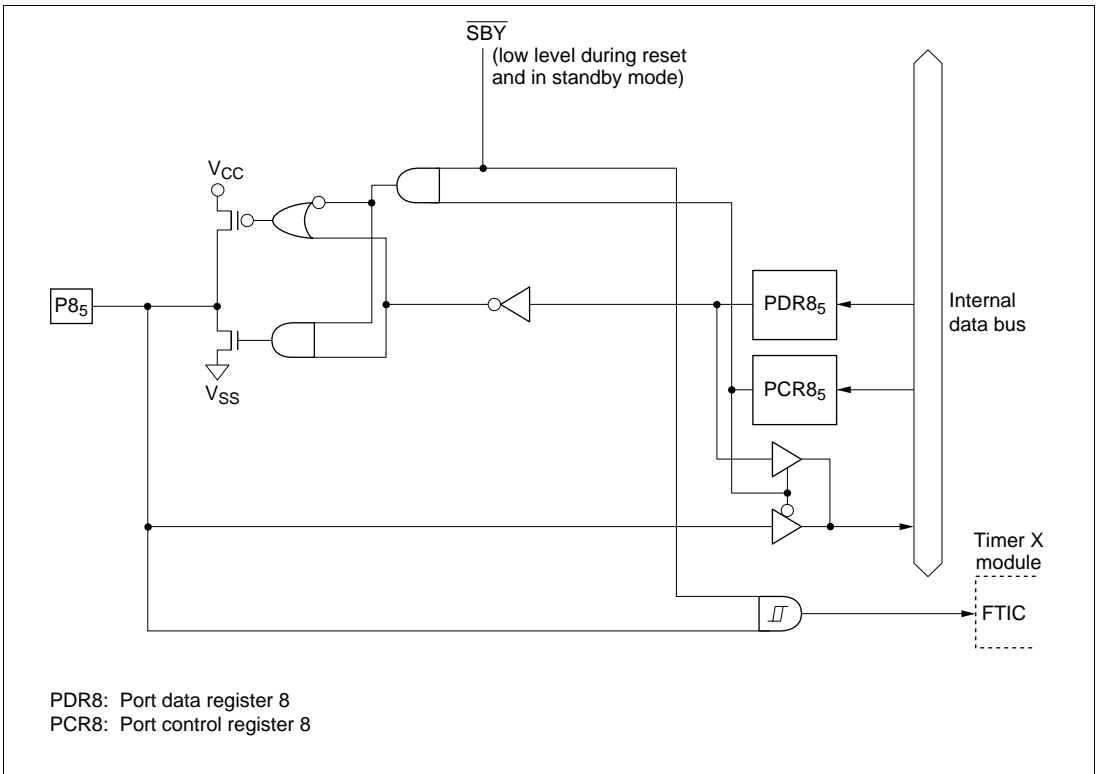 SBY
(low level during reset
and in standby mode)
VCC
P85
PDR85
Internal
data bus
PCR85
VSS
Timer X
module
FTIC
PDR8: Port data register 8
PCR8: Port control register 8